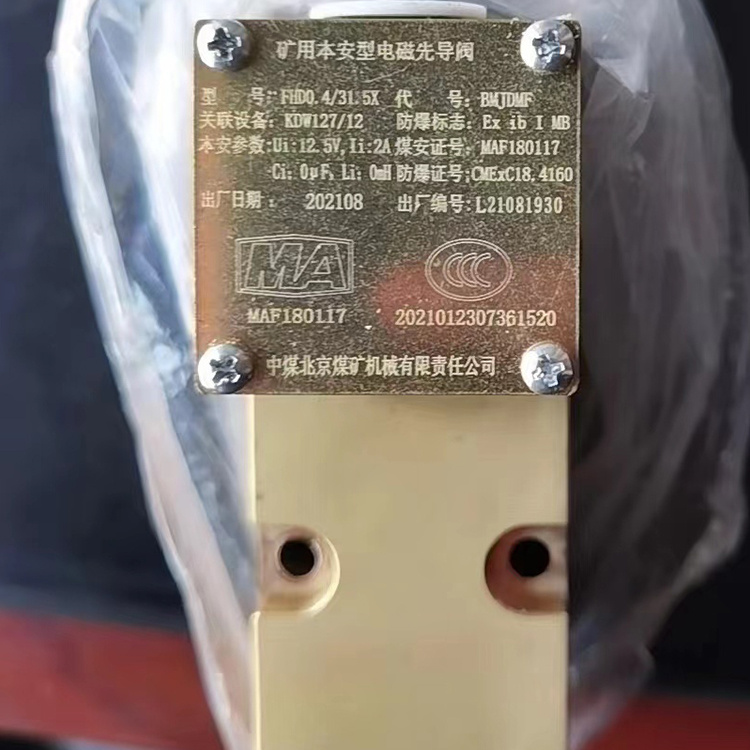 矿用本安型电磁先导阀
型 号: FHD0.4/31.5X 代 号: BMJDMF
关联设备: KDW127/12 防爆标志: Ex ib I MB
本安参数: Ui:12.5V, Ii:2A 煤安证号: MAF180117
Ci: 0μF, Li: 0mH 防爆证号: CMExC18.4160
出厂日期: 202108 出厂编号: L21081930
MA CCC
MAF180117 2021012307361520
中煤北京煤矿机械有限责任公司